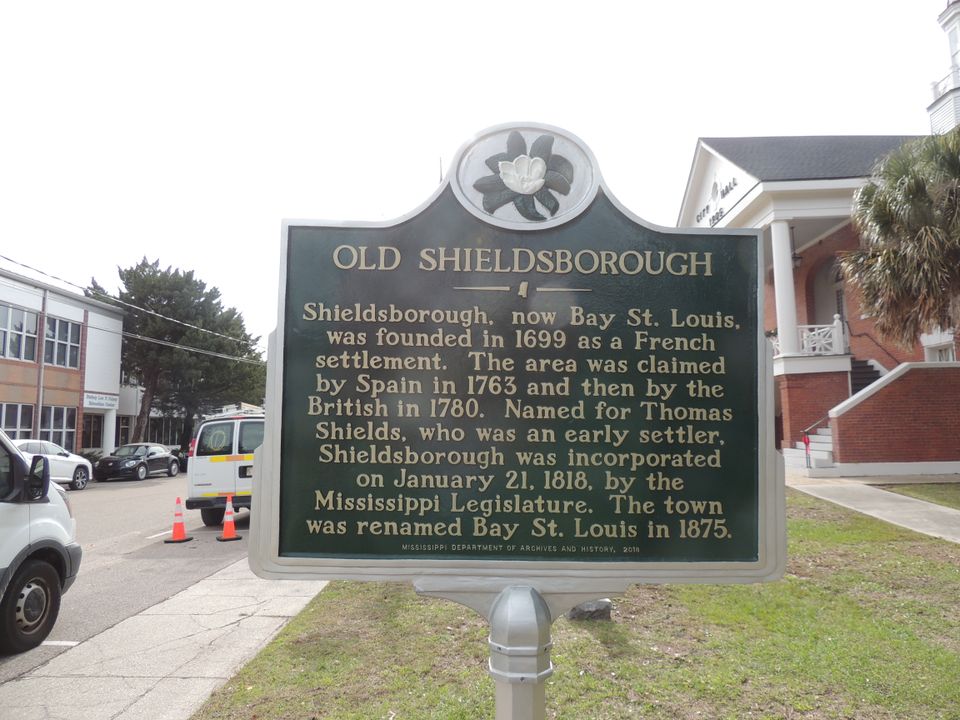 OLD SHIELDSBOROUGH
Shieldsborough, now Bay St. Louis,
was founded in 1699 as a French
settlement. The area was claimed
by Spain in 1763 and then by the
British in 1780. Named for Thomas
Shields, who was an early settler,
Shieldsborough was incorporated
on January 21, 1818, by the
Mississippi Legislature. The town
was renamed Bay St. Louis in 1875.
MISSISSIPPI DEPARTMENT OF ARCHIVES AND HISTORY, 2018
CITY HALL